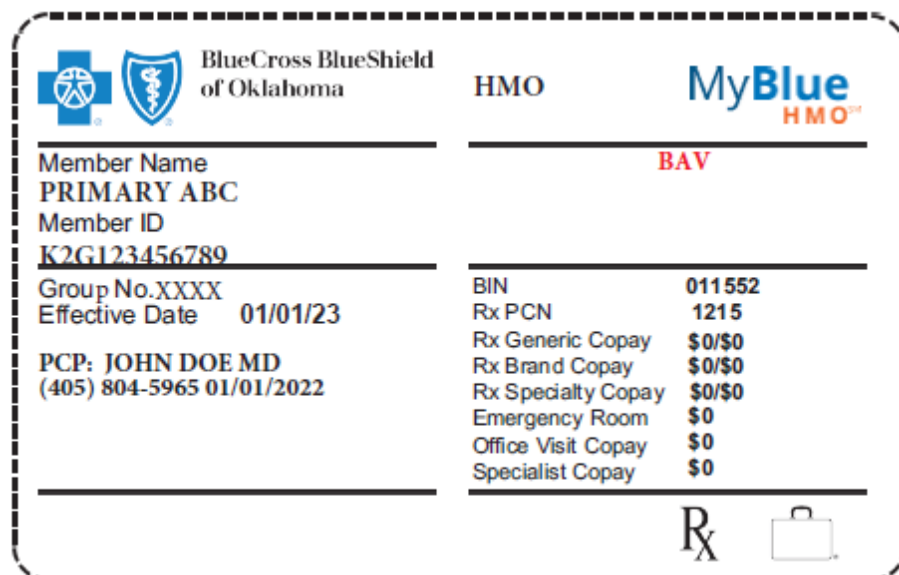 BlueCross BlueShield
of Oklahoma
HMO
MyBlue
HMO℠
Member Name
PRIMARY ABC
Member ID
K2G123456789
BAV
Group No.XXXX
Effective Date 01/01/23
PCP: JOHN DOE MD
(405) 804-5965 01/01/2022
BIN 011552
Rx PCN 1215
Rx Generic Copay $0/$0
Rx Brand Copay $0/$0
Rx Specialty Copay $0/$0
Emergency Room $0
Office Visit Copay $0
Specialist Copay $0
Rx